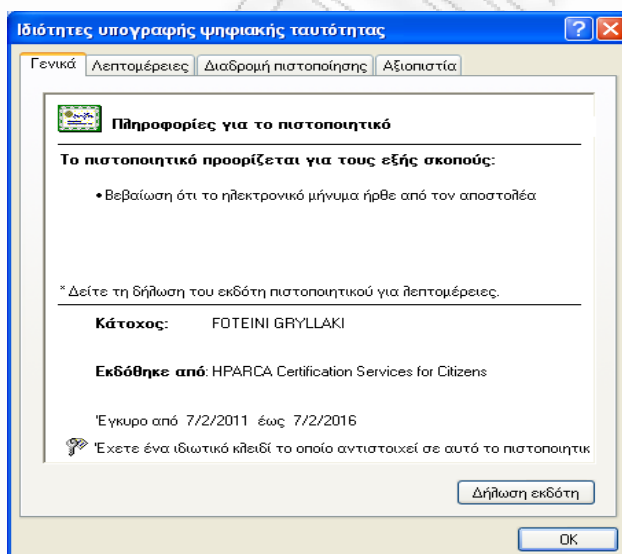 Ιδιότητες υπογραφής ψηφιακής ταυτότητας
Γενικά Λεπτομέρειες Διαδρομή πιστοποίησης Αξιοπιστία
Πληροφορίες για το πιστοποιητικό
Το πιστοποιητικό προορίζεται για τους εξής σκοπούς:
• Βεβαίωση ότι το ηλεκτρονικό μήνυμα ήρθε από τον αποστολέα
* Δείτε τη δήλωση του εκδότη πιστοποιητικού για λεπτομέρειες.
Κάτοχος: FOTEINI GRYLLAKI
Εκδόθηκε από: HPARCA Certification Services for Citizens
Έγκυρο από 7/2/2011 έως 7/2/2016
Έχετε ένα ιδιωτικό κλειδί το οποίο αντιστοιχεί σε αυτό το πιστοποιητικ
Δήλωση εκδότη
OK